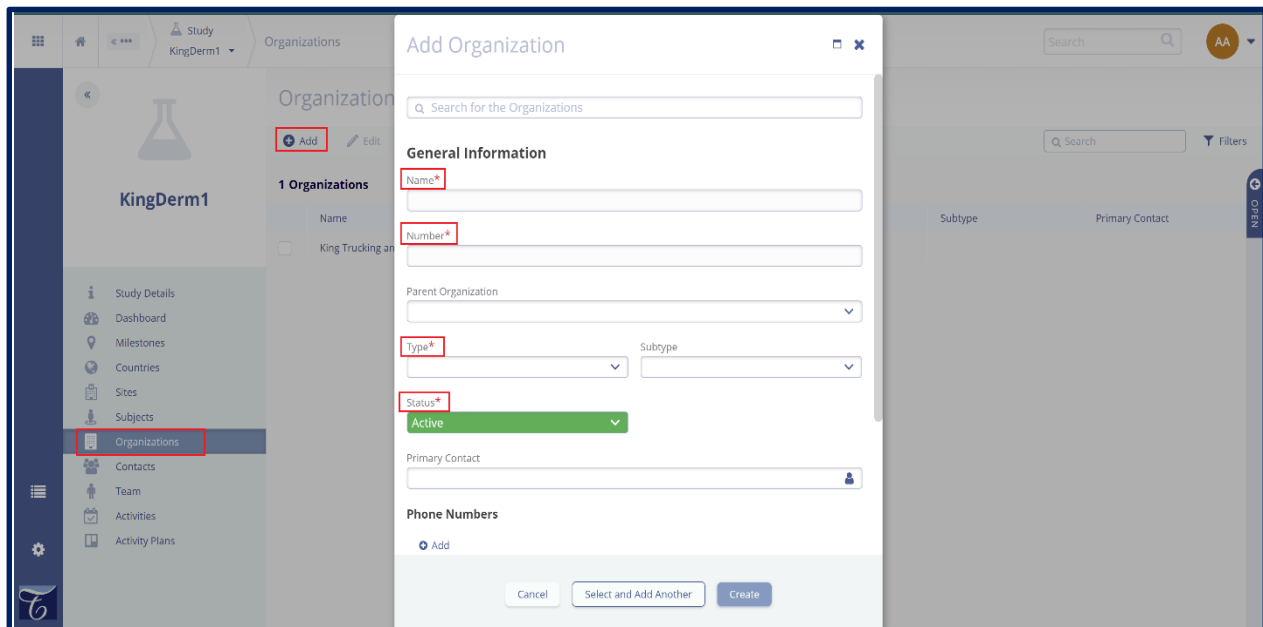 Study
KingDerm1
Organizations
Search
AA
Add Organization
Search for the Organizations
Organization
Add
Edit
Search
Filters
General Information
Name*
Number*
Parent Organization
Type*
Subtype
Status*
Active
Primary Contact
Phone Numbers
Add
Cancel
Select and Add Another
Create
1 Organizations
Name
Subtype
Primary Contact
King Trucking an
OPEN
KingDerm1
Study Details
Dashboard
Milestones
Countries
Sites
Subjects
Organizations
Contacts
Team
Activities
Activity Plans